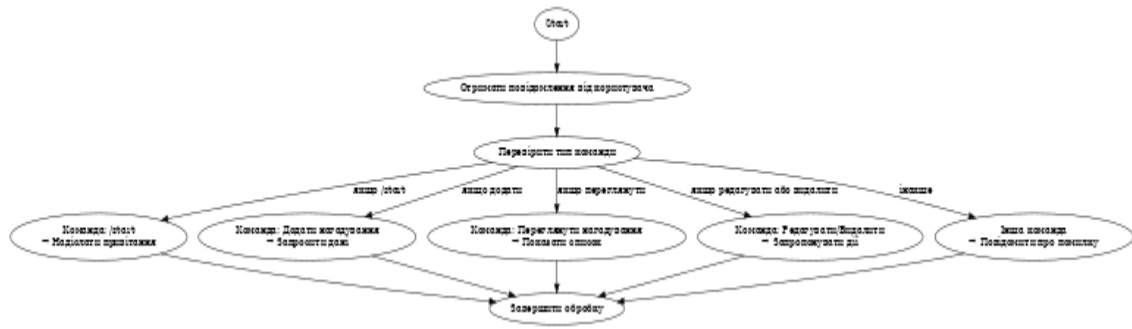 Start
Отримати повідомлення від користувача
Перевірити тип команди
якщо /start
якщо додати
якщо переглянути
якщо редагувати або видалити
інакше
Команда: /start
→ Надіслати привітання
Команда: Додати нагадування
→ Запросити дані
Команда: Переглянути нагадування
→ Показати список
Команда: Редагувати/Видалити
→ Запропонувати дії
Інша команда
→ Повідомити про помилку
Завершити обробку